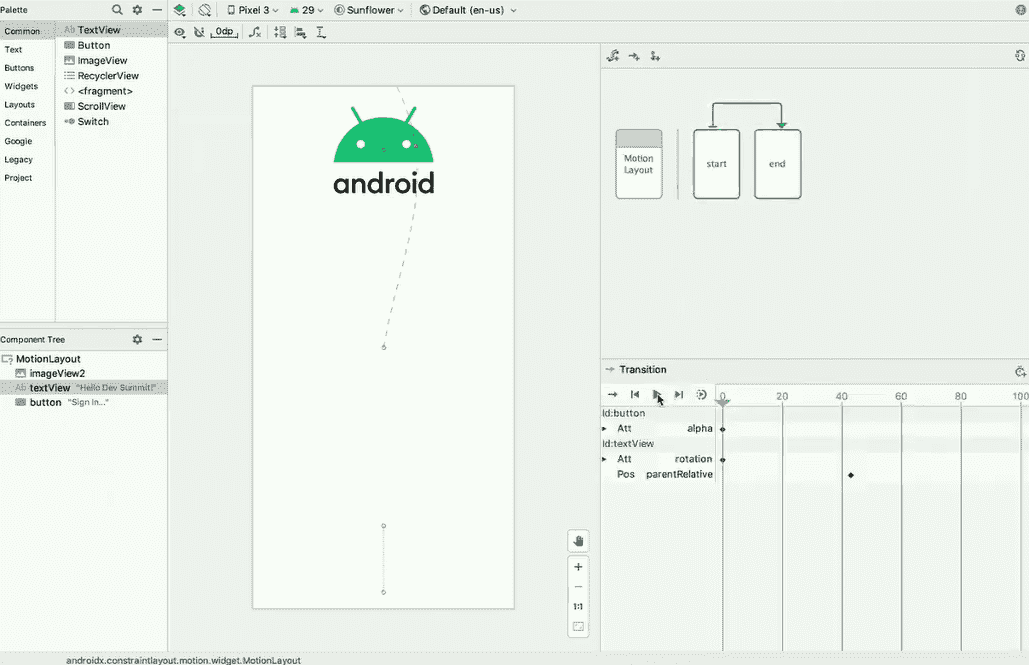 Palette
Pixel 3
29
Sunflower
Default (en-us)
Common
Text
Buttons
Widgets
Layouts
Containers
Google
Legacy
Project
Ab TextView
Button
ImageView
RecyclerView
<fragment>
ScrollView
Switch
0dp
android
Motion
Layout
start
end
Component Tree
MotionLayout
imageView2
Ab textView "Hello Dev Summit!"
button "Sign In..."
1:1
Transition
0 20 40 60 80 100
Id:button
Att alpha
Id:textView
Att rotation
Pos parentRelative
androidx.constraintlayout.motion.widget.MotionLayout